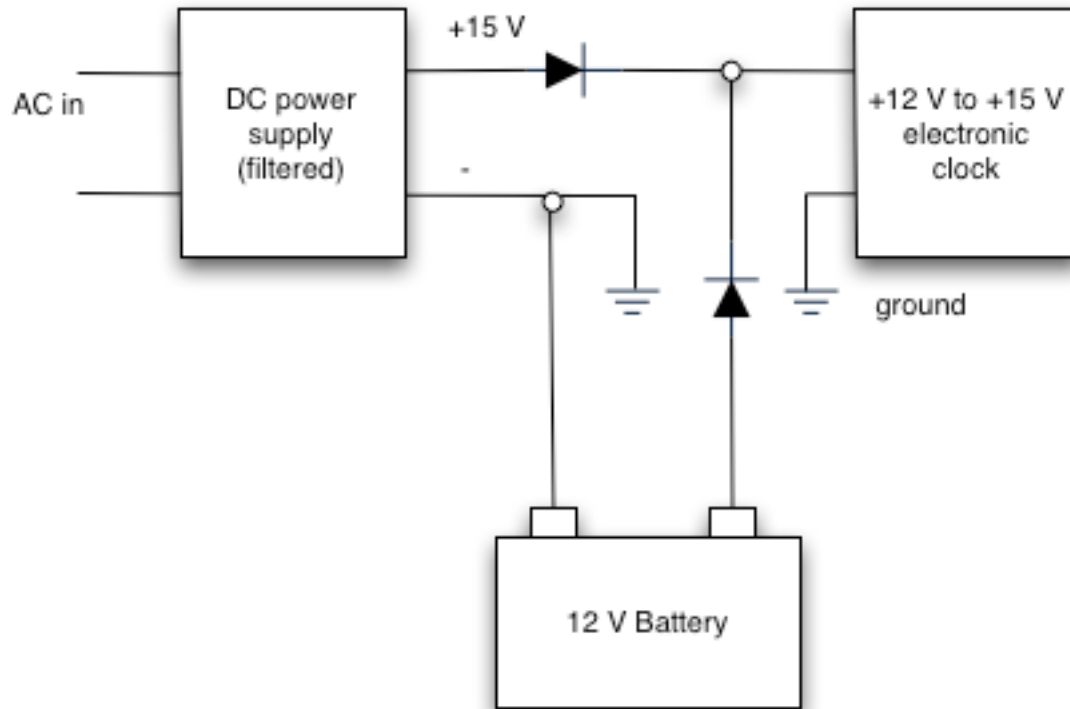 +15 V
AC in
DC power
supply
(filtered)
-
+12 V to +15 V
electronic
clock
ground
12 V Battery